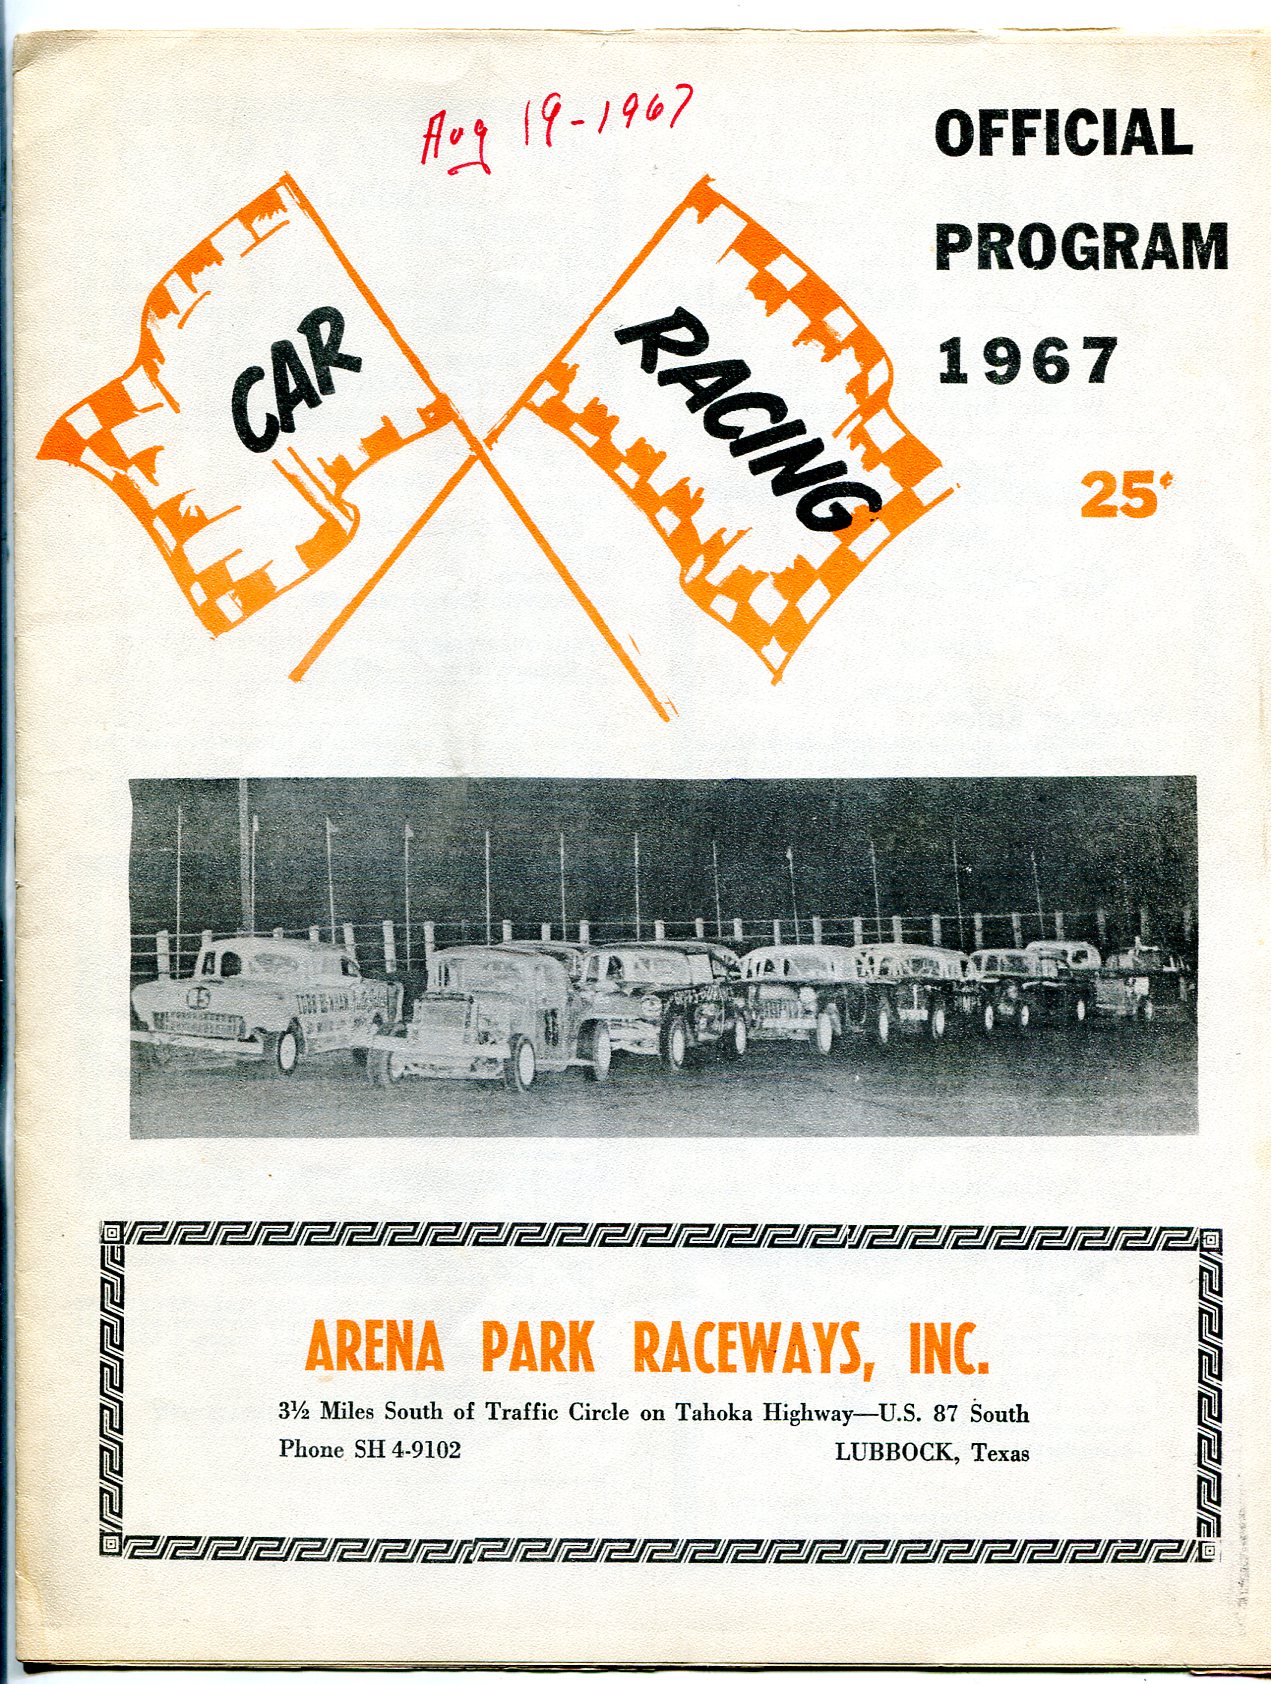 Aug 19-1967
OFFICIAL
PROGRAM
1967
25¢
CAR
RACING
ARENA PARK RACEWAYS, INC.
3½ Miles South of Traffic Circle on Tahoka Highway—U.S. 87 South
Phone SH 4-9102
LUBBOCK, Texas